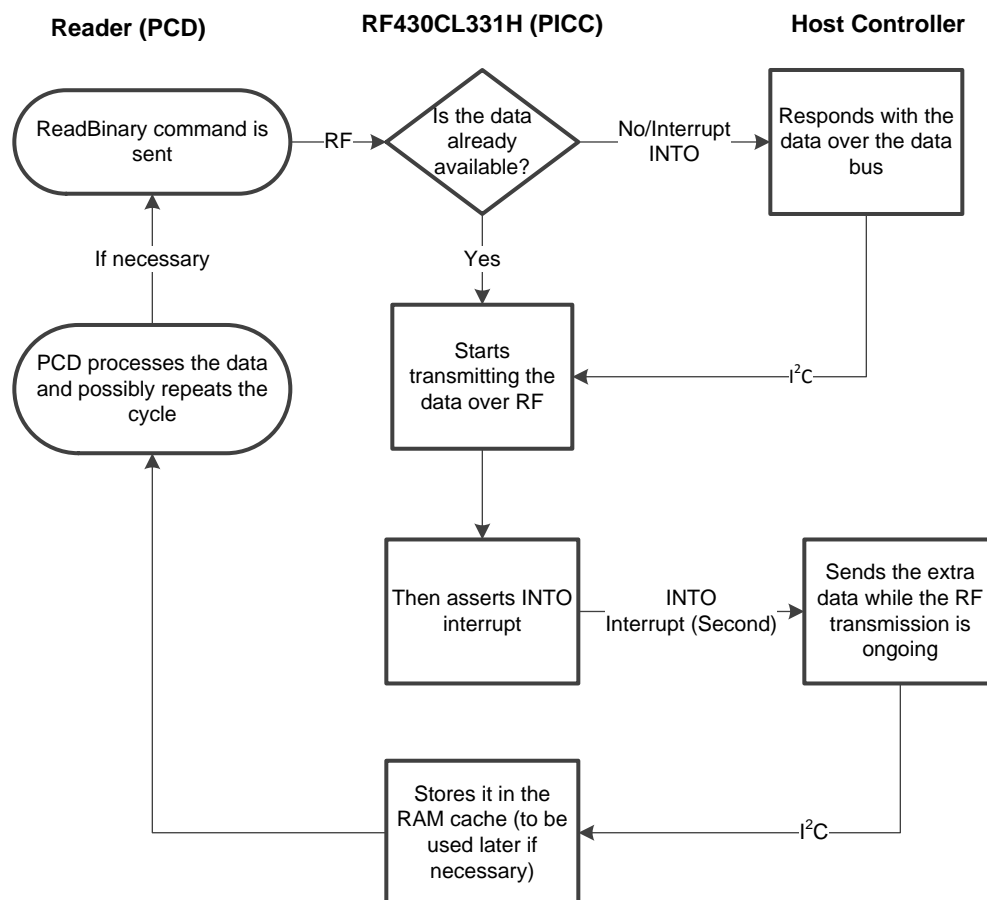 Reader (PCD)
RF430CL331H (PICC)
Host Controller
ReadBinary command is
sent
RF
Is the data
already
available?
No/Interrupt
INTO
Responds with the
data over the data
bus
If necessary
Yes
PCD processes the data
and possibly repeats the
cycle
Starts
transmitting the
data over RF
I²C
Then asserts INTO
interrupt
INTO
Interrupt (Second)
Sends the extra
data while the RF
transmission is
ongoing
Stores it in the
RAM cache (to be
used later if
necessary)
I²C